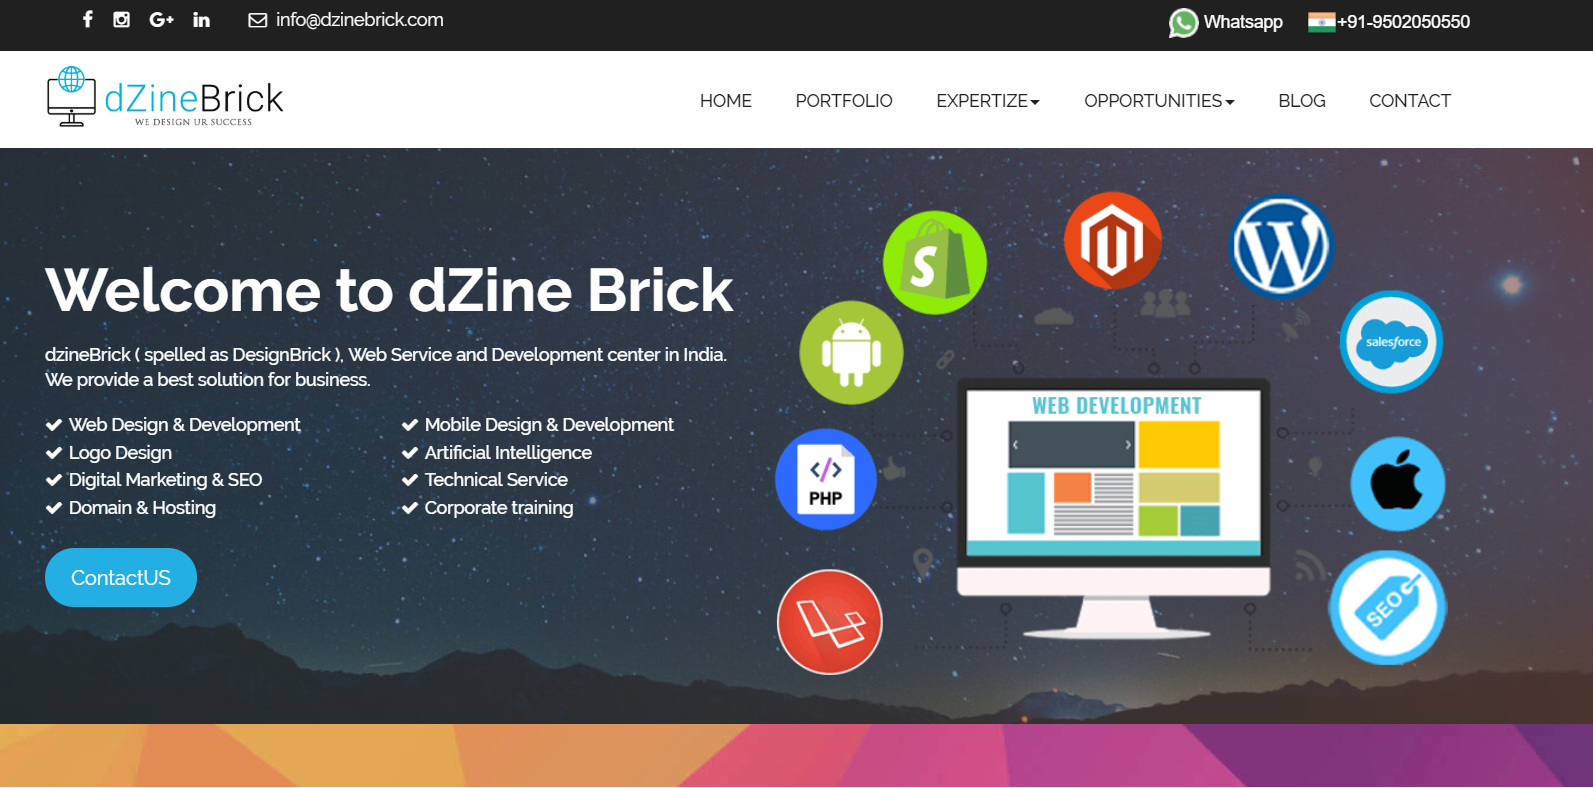 info@dzinebrick.com
Whatsapp
+91-9502050550
dZineBrick
WE DESIGN UR SUCCESS
HOME
PORTFOLIO
EXPERTIZE
OPPORTUNITIES
BLOG
CONTACT
Welcome to dZine Brick
dzineBrick ( spelled as DesignBrick ), Web Service and Development center in India.
We provide a best solution for business.
Web Design & Development
Logo Design
Digital Marketing & SEO
Domain & Hosting
Mobile Design & Development
Artificial Intelligence
Technical Service
Corporate training
ContactUS
salesforce
WEB DEVELOPMENT
PHP
SEO